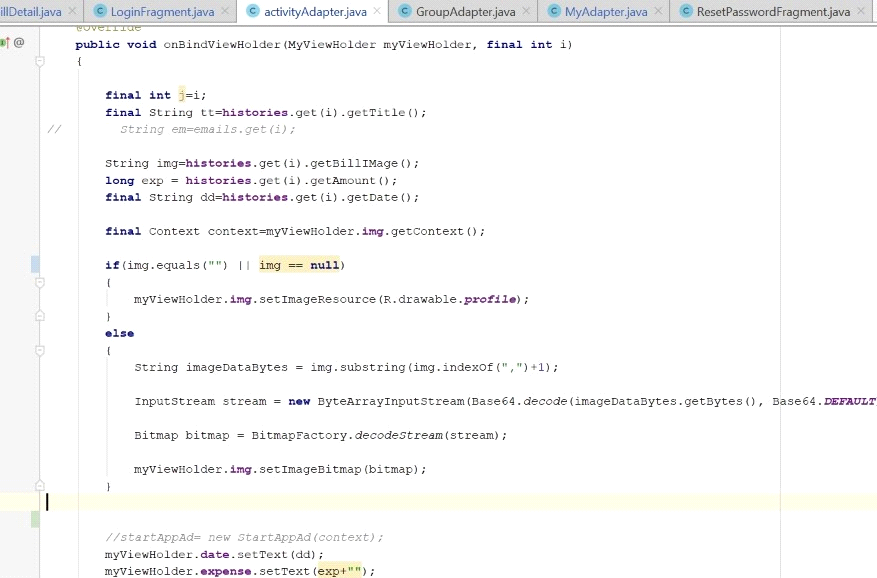 illDetail.java LoginFragment.java activityAdapter.java GroupAdapter.java MyAdapter.java ResetPasswordFragment.java
@Override
public void onBindViewHolder(MyViewHolder myViewHolder, final int i)
{
final int j=i;
final String tt=histories.get(i).getTitle();
// String em=emails.get(i);
String img=histories.get(i).getBillIMage();
long exp = histories.get(i).getAmount();
final String dd=histories.get(i).getDate();
final Context context=myViewHolder.img.getContext();
if(img.equals("") || img == null)
{
myViewHolder.img.setImageResource(R.drawable.profile);
}
else
{
String imageDataBytes = img.substring(img.indexOf(",")+1);
InputStream stream = new ByteArrayInputStream(Base64.decode(imageDataBytes.getBytes(), Base64.DEFAULT
Bitmap bitmap = BitmapFactory.decodeStream(stream);
myViewHolder.img.setImageBitmap(bitmap);
}
//startAppAd= new StartAppAd(context);
myViewHolder.date.setText(dd);
myViewHolder.expense.setText(exp+"");